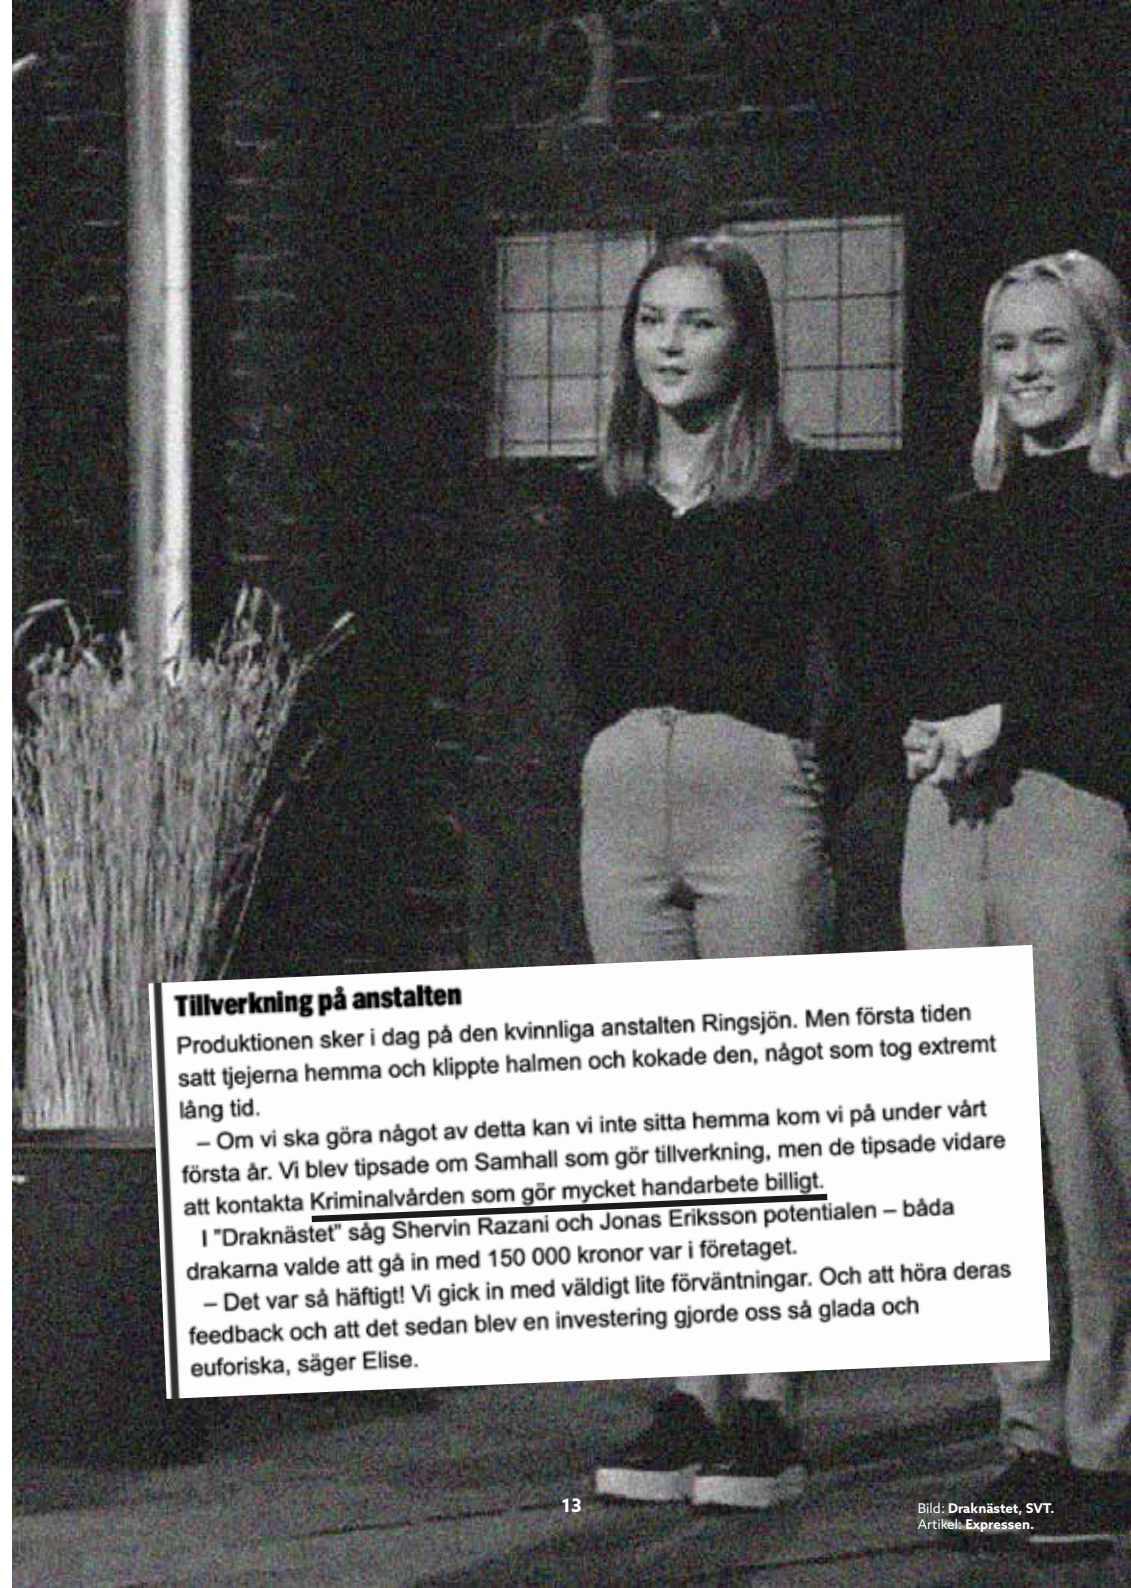 Tillverkning på anstalten
Produktionen sker i dag på den kvinnliga anstalten Ringsjön. Men första tiden
satt tjejerna hemma och klippte halmen och kokade den, något som tog extremt
lång tid.
– Om vi ska göra något av detta kan vi inte sitta hemma kom vi på under vårt
första år. Vi blev tipsade om Samhall som gör tillverkning, men de tipsade vidare
att kontakta Kriminalvården som gör mycket handarbete billigt.
I ”Draknästet” såg Shervin Razani och Jonas Eriksson potentialen – båda
drakarna valde att gå in med 150 000 kronor var i företaget.
– Det var så häftigt! Vi gick in med väldigt lite förväntningar. Och att höra deras
feedback och att det sedan blev en investering gjorde oss så glada och
euforiska, säger Elise.
13
Bild: Draknästet, SVT.
Artikel: Expressen.